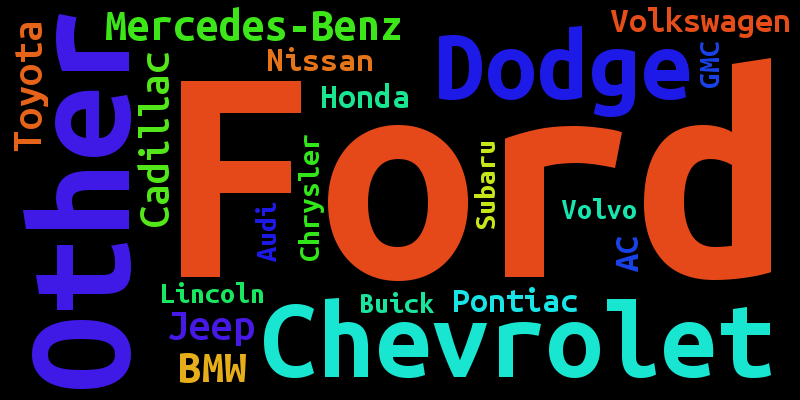 Mercedes-Benz
Volkswagen
Toyota
Other
Cadillac
Nissan
Dodge
GMC
Honda
Ford
Audi
Chrysler
Subaru
Volvo
AC
Lincoln
Buick
Pontiac
Jeep
Chevrolet
BMW